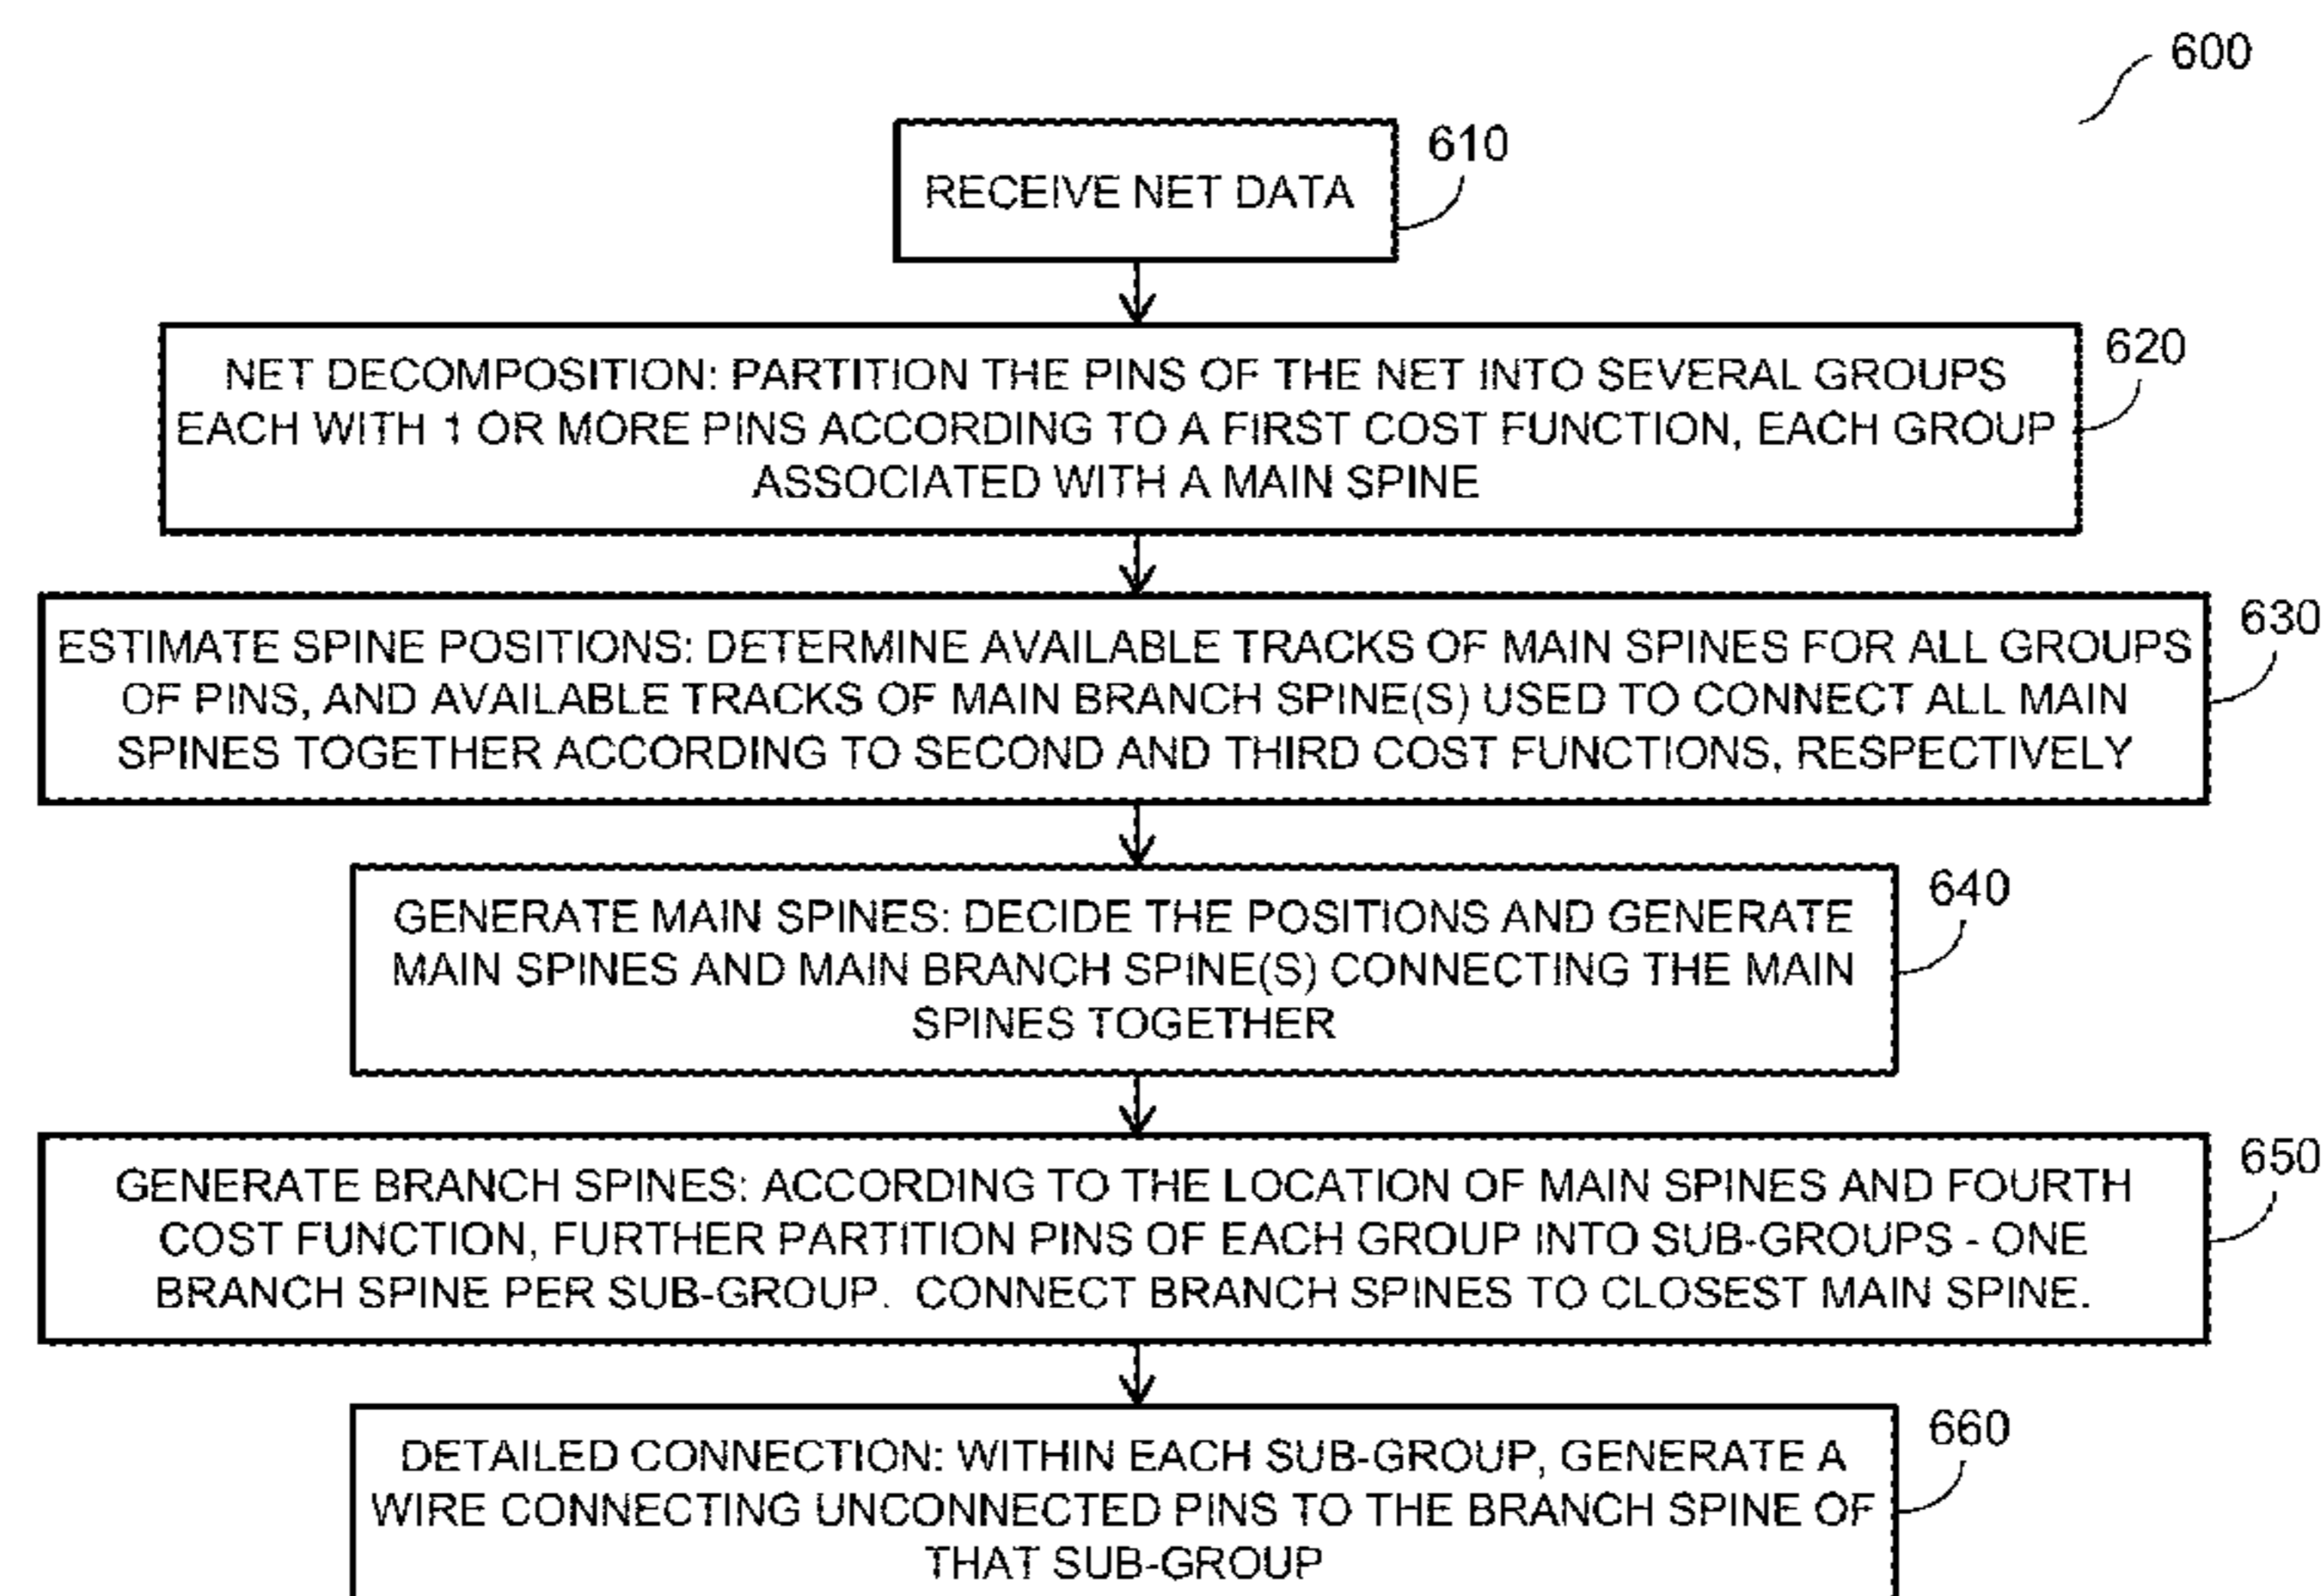 600
610
RECEIVE NET DATA
620
NET DECOMPOSITION: PARTITION THE PINS OF THE NET INTO SEVERAL GROUPS
EACH WITH 1 OR MORE PINS ACCORDING TO A FIRST COST FUNCTION, EACH GROUP
ASSOCIATED WITH A MAIN SPINE
630
ESTIMATE SPINE POSITIONS: DETERMINE AVAILABLE TRACKS OF MAIN SPINES FOR ALL GROUPS
OF PINS, AND AVAILABLE TRACKS OF MAIN BRANCH SPINE(S) USED TO CONNECT ALL MAIN
SPINES TOGETHER ACCORDING TO SECOND AND THIRD COST FUNCTIONS, RESPECTIVELY
640
GENERATE MAIN SPINES: DECIDE THE POSITIONS AND GENERATE
MAIN SPINES AND MAIN BRANCH SPINE(S) CONNECTING THE MAIN
SPINES TOGETHER
650
GENERATE BRANCH SPINES: ACCORDING TO THE LOCATION OF MAIN SPINES AND FOURTH
COST FUNCTION, FURTHER PARTITION PINS OF EACH GROUP INTO SUB-GROUPS - ONE
BRANCH SPINE PER SUB-GROUP. CONNECT BRANCH SPINES TO CLOSEST MAIN SPINE.
660
DETAILED CONNECTION: WITHIN EACH SUB-GROUP, GENERATE A
WIRE CONNECTING UNCONNECTED PINS TO THE BRANCH SPINE OF
THAT SUB-GROUP